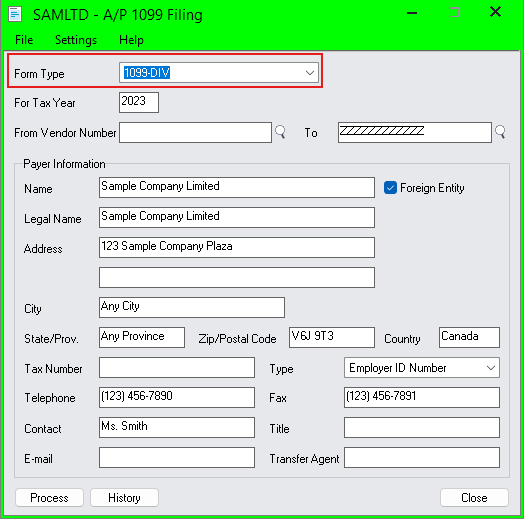 SAMLTD - A/P 1099 Filing
File Settings Help
Form Type 1099-DIV
For Tax Year 2023
From Vendor Number To ZZZZZZZZZZZZ
Payer Information
Name Sample Company Limited Foreign Entity
Legal Name Sample Company Limited
Address 123 Sample Company Plaza
City Any City
State/Prov. Any Province Zip/Postal Code V6J 9T3 Country Canada
Tax Number Type Employer ID Number
Telephone (123) 456-7890 Fax (123) 456-7891
Contact Ms. Smith Title
E-mail Transfer Agent
Process History Close